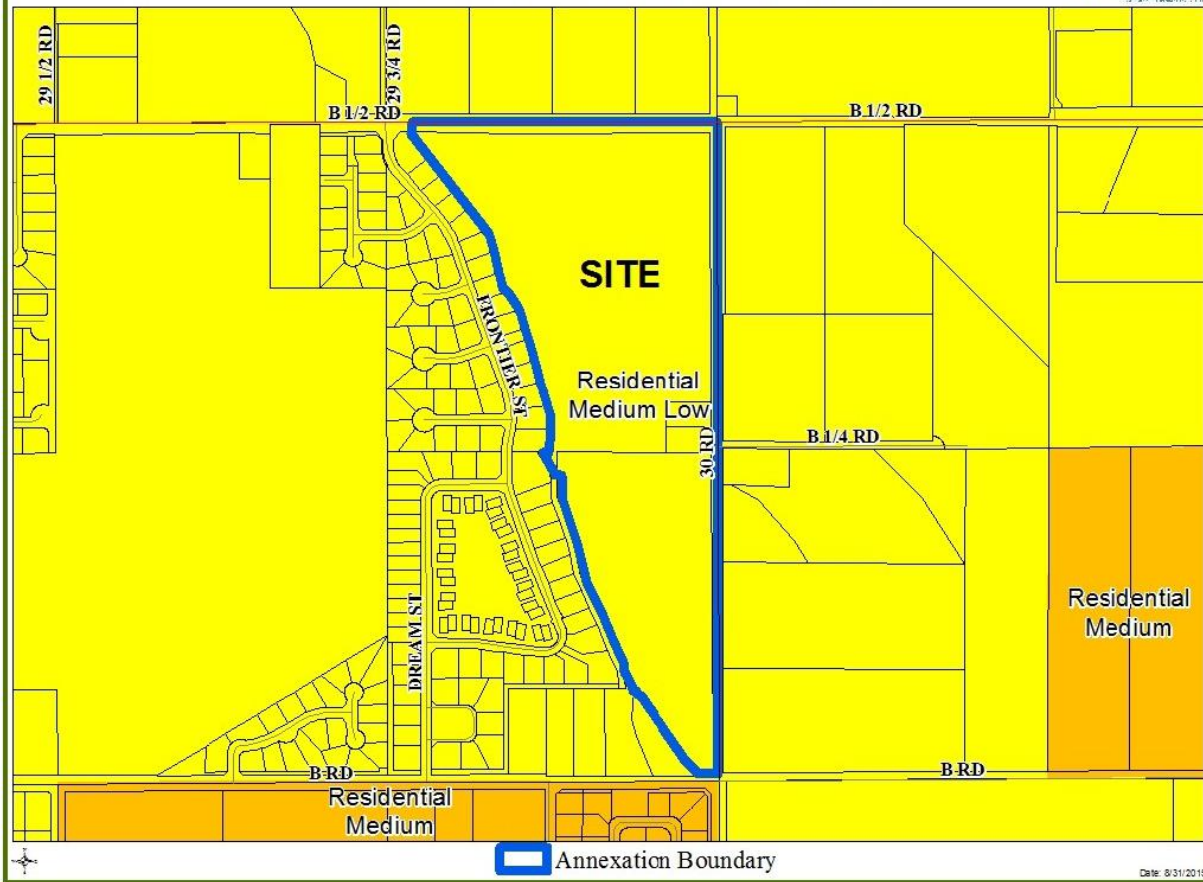 29 1/2 RD
29 3/4 RD
B 1/2 RD
B 1/2 RD
SITE
FRONTIER ST
Residential
Medium Low
30 RD
B 1/4 RD
DREAM ST
Residential
Medium
B RD
B RD
Residential
Medium
Annexation Boundary